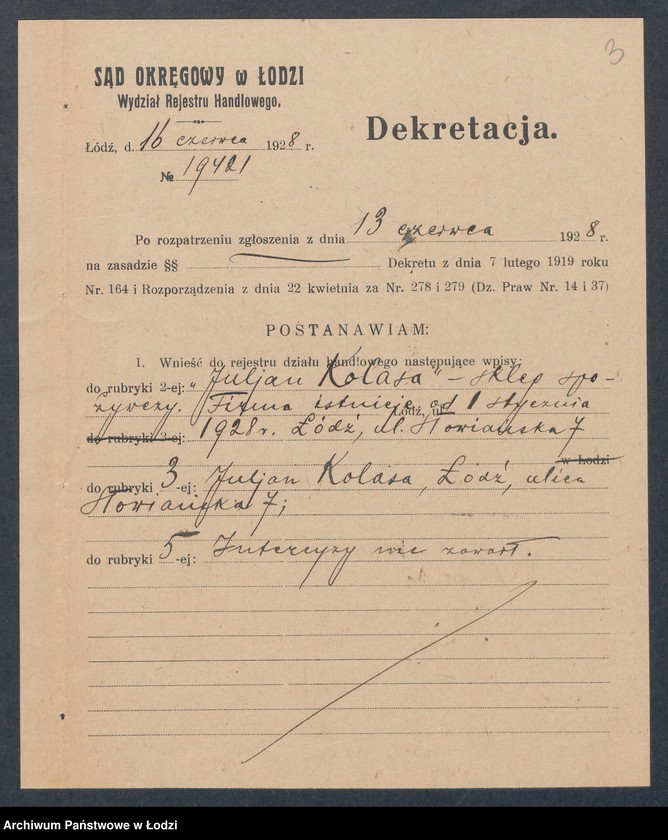 3
SĄD OKRĘGOWY w ŁODZI
Wydział Rejestru Handlowego.
Dekretacja.
Łódź, d. 16 czerwca 1928 r.
№ 19421
Po rozpatrzeniu zgłoszenia z dnia 13 czerwca 1928 r.
na zasadzie §§ Dekretu z dnia 7 lutego 1919 roku
Nr. 164 i Rozporządzenia z dnia 22 kwietnia za Nr. 278 i 279 (Dz. Praw Nr. 14 i 37)
POSTANAWIAM:
1. Wnieść do rejestru działu handlowego następujące wpisy:
do rubryki 2-ej: "Juljan Kolasa" – sklep spo-
żywczy. Firma istnieje od 1 stycznia
Łódź, ul.
do rubryki 3-ej: 1928 r. Łódź, ul. 7
w Łodzi
do rubryki 3-ej: Juljan Kolasa, Łódź, ulica
7;
do rubryki 5-ej: Intercyzy nie zawarł.
Archiwum Państwowe w Łodzi